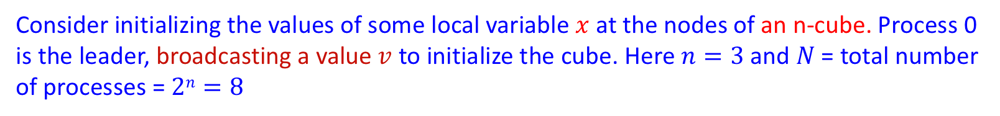 Consider initializing the values of some local variable x at the nodes of an n-cube. Process 0
is the leader, broadcasting a value v to initialize the cube. Here n = 3 and N = total number
of processes = 2ⁿ = 8